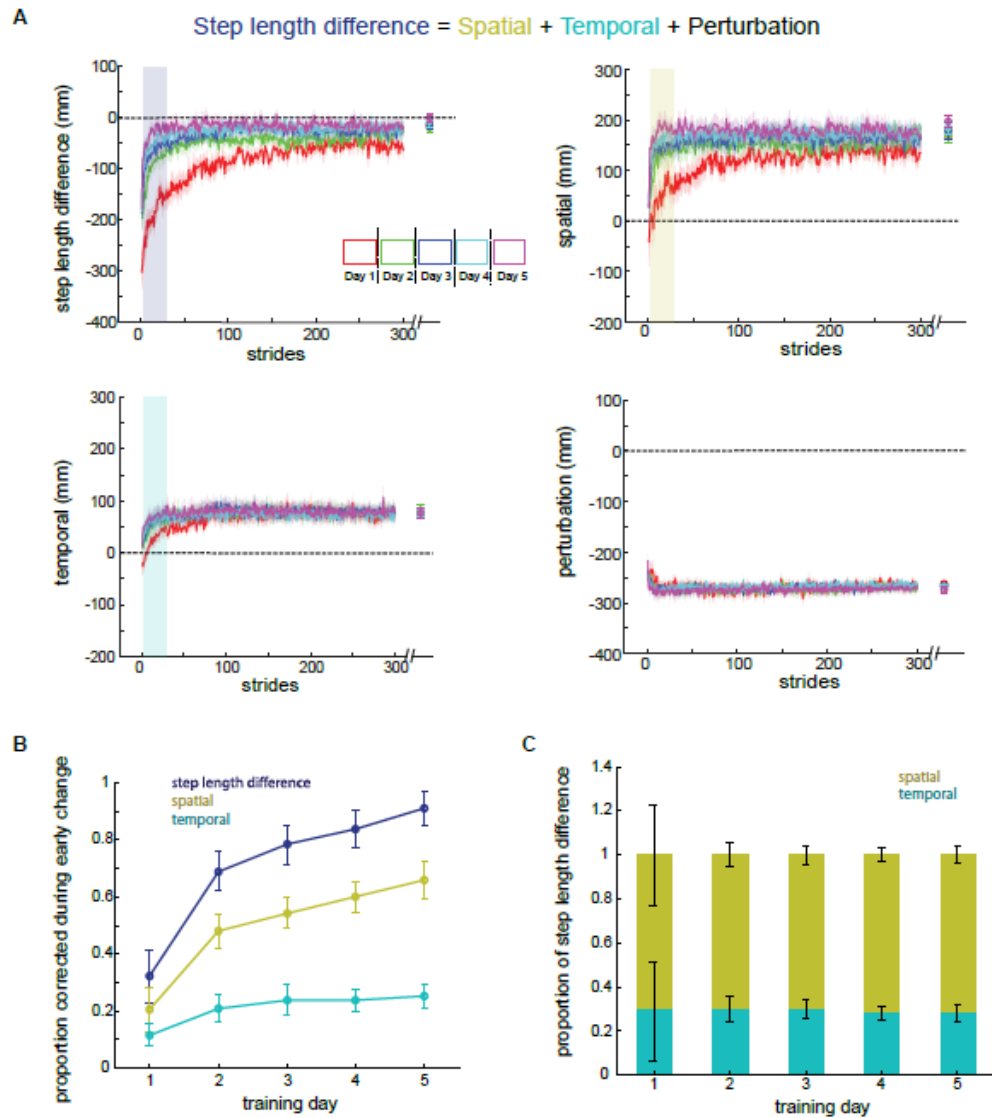 A
Step length difference = Spatial + Temporal + Perturbation
100
0
-100
-200
-300
-400
step length difference (mm)
0
100
200
300
strides
Day 1
Day 2
Day 3
Day 4
Day 5
300
200
100
0
-100
-200
spatial (mm)
0
100
200
300
strides
300
200
100
0
-100
-200
temporal (mm)
0
100
200
300
strides
100
0
-100
-200
-300
-400
perturbation (mm)
0
100
200
300
strides
B
step length difference
spatial
temporal
1
0.8
0.6
0.4
0.2
0
proportion corrected during early change
1
2
3
4
5
training day
C
spatial
temporal
1.4
1.2
1
0.8
0.6
0.4
0.2
0
proportion of step length difference
1
2
3
4
5
training day